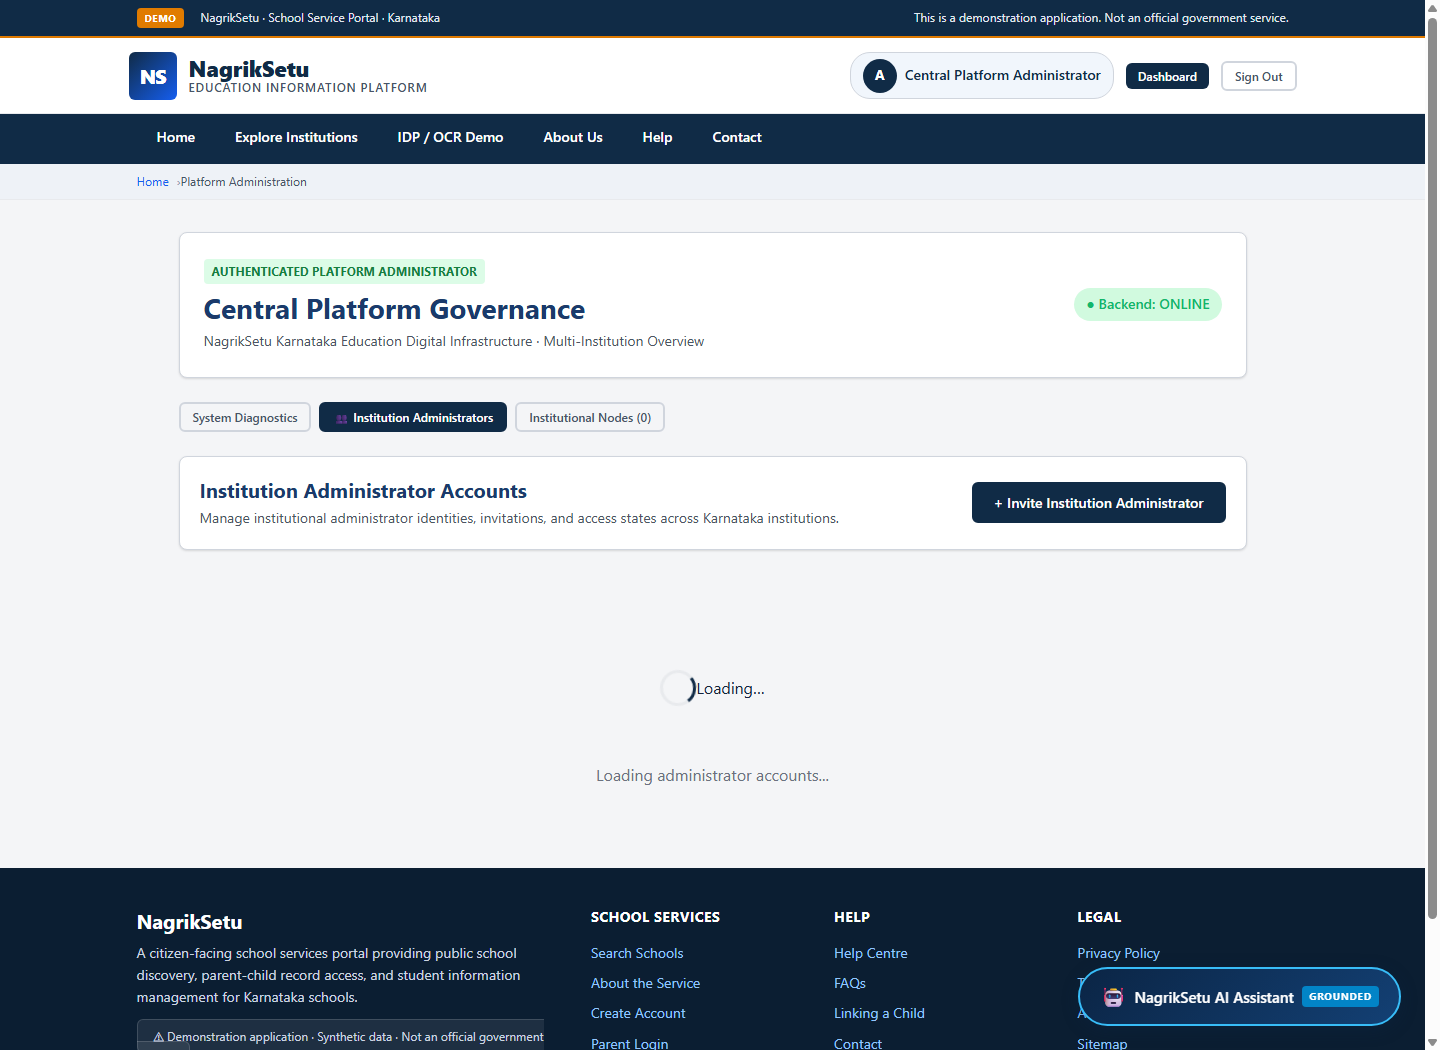 DEMO NagrikSetu · School Service Portal · Karnataka
This is a demonstration application. Not an official government service.
NS
NagrikSetu
EDUCATION INFORMATION PLATFORM
A Central Platform Administrator
Dashboard
Sign Out
Home
Explore Institutions
IDP / OCR Demo
About Us
Help
Contact
Home ›Platform Administration
AUTHENTICATED PLATFORM ADMINISTRATOR
Central Platform Governance
NagrikSetu Karnataka Education Digital Infrastructure · Multi-Institution Overview
● Backend: ONLINE
System Diagnostics
Institution Administrators
Institutional Nodes (0)
Institution Administrator Accounts
Manage institutional administrator identities, invitations, and access states across Karnataka institutions.
+ Invite Institution Administrator
Loading...
Loading administrator accounts...
NagrikSetu
A citizen-facing school services portal providing public school
discovery, parent-child record access, and student information
management for Karnataka schools.
⚠ Demonstration application · Synthetic data · Not an official government
SCHOOL SERVICES
Search Schools
About the Service
Create Account
Parent Login
HELP
Help Centre
FAQs
Linking a Child
Contact
LEGAL
Privacy Policy
Sitemap
NagrikSetu AI Assistant GROUNDED